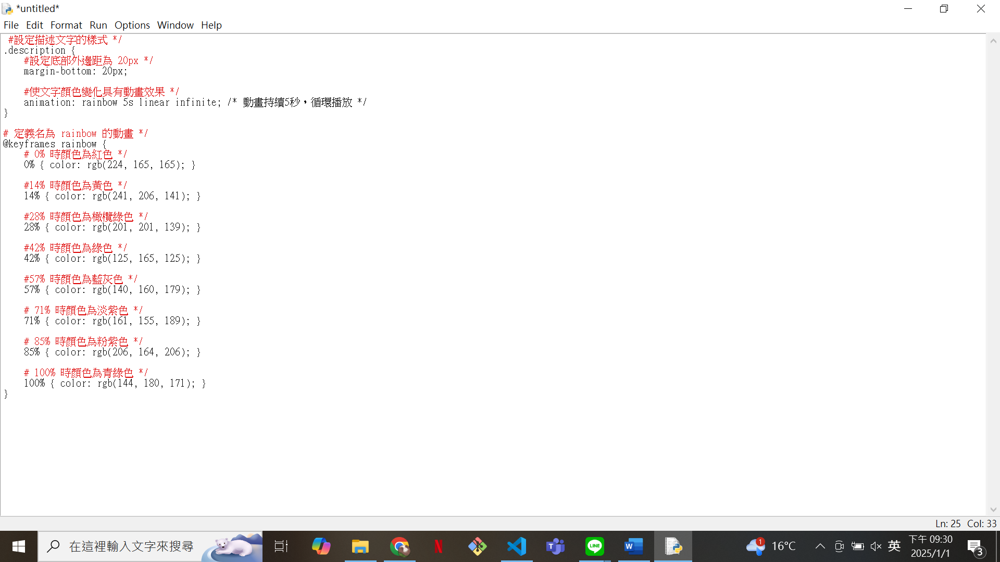 *untitled*
File Edit Format Run Options Window Help
#設定描述文字的樣式 */
.description {
#設定底部外邊距為 20px */
margin-bottom: 20px;
#使文字顏色變化具有動畫效果 */
animation: rainbow 5s linear infinite; /* 動畫持續5秒，循環播放 */
}
# 定義名為 rainbow 的動畫 */
@keyframes rainbow {
# 0% 時顏色為紅色 */
0% { color: rgb(224, 165, 165); }
#14% 時顏色為黃色 */
14% { color: rgb(241, 206, 141); }
#28% 時顏色為橄欖綠色 */
28% { color: rgb(201, 201, 139); }
#42% 時顏色為綠色 */
42% { color: rgb(125, 165, 125); }
#57% 時顏色為藍灰色 */
57% { color: rgb(140, 160, 179); }
# 71% 時顏色為淡紫色 */
71% { color: rgb(161, 155, 189); }
# 85% 時顏色為粉紫色 */
85% { color: rgb(206, 164, 206); }
# 100% 時顏色為青綠色 */
100% { color: rgb(144, 180, 171); }
}
Ln: 25 Col: 33
在這裡輸入文字來搜尋
N
T
LINE
W
1
16°C
英
下午 09:30
2025/1/1
3